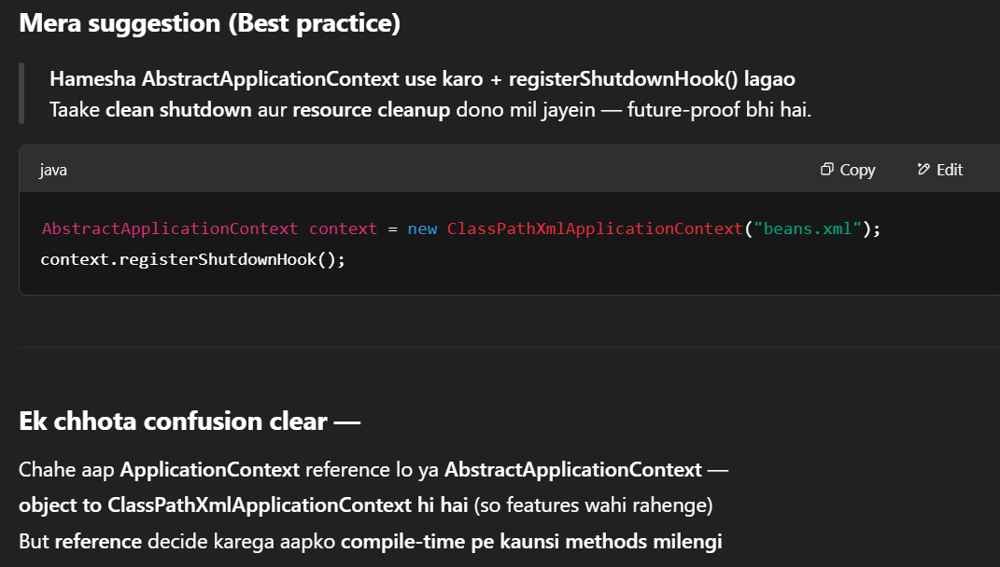 Mera suggestion (Best practice)
Hamesha AbstractApplicationContext use karo + registerShutdownHook() lagao
Taake clean shutdown aur resource cleanup dono mil jayein — future-proof bhi hai.
java Copy Edit
AbstractApplicationContext context = new ClassPathXmlApplicationContext("beans.xml");
context.registerShutdownHook();
Ek chhota confusion clear —
Chahe aap ApplicationContext reference lo ya AbstractApplicationContext —
object to ClassPathXmlApplicationContext hi hai (so features wahi rahenge)
But reference decide karega aapko compile-time pe kaunsi methods milengi